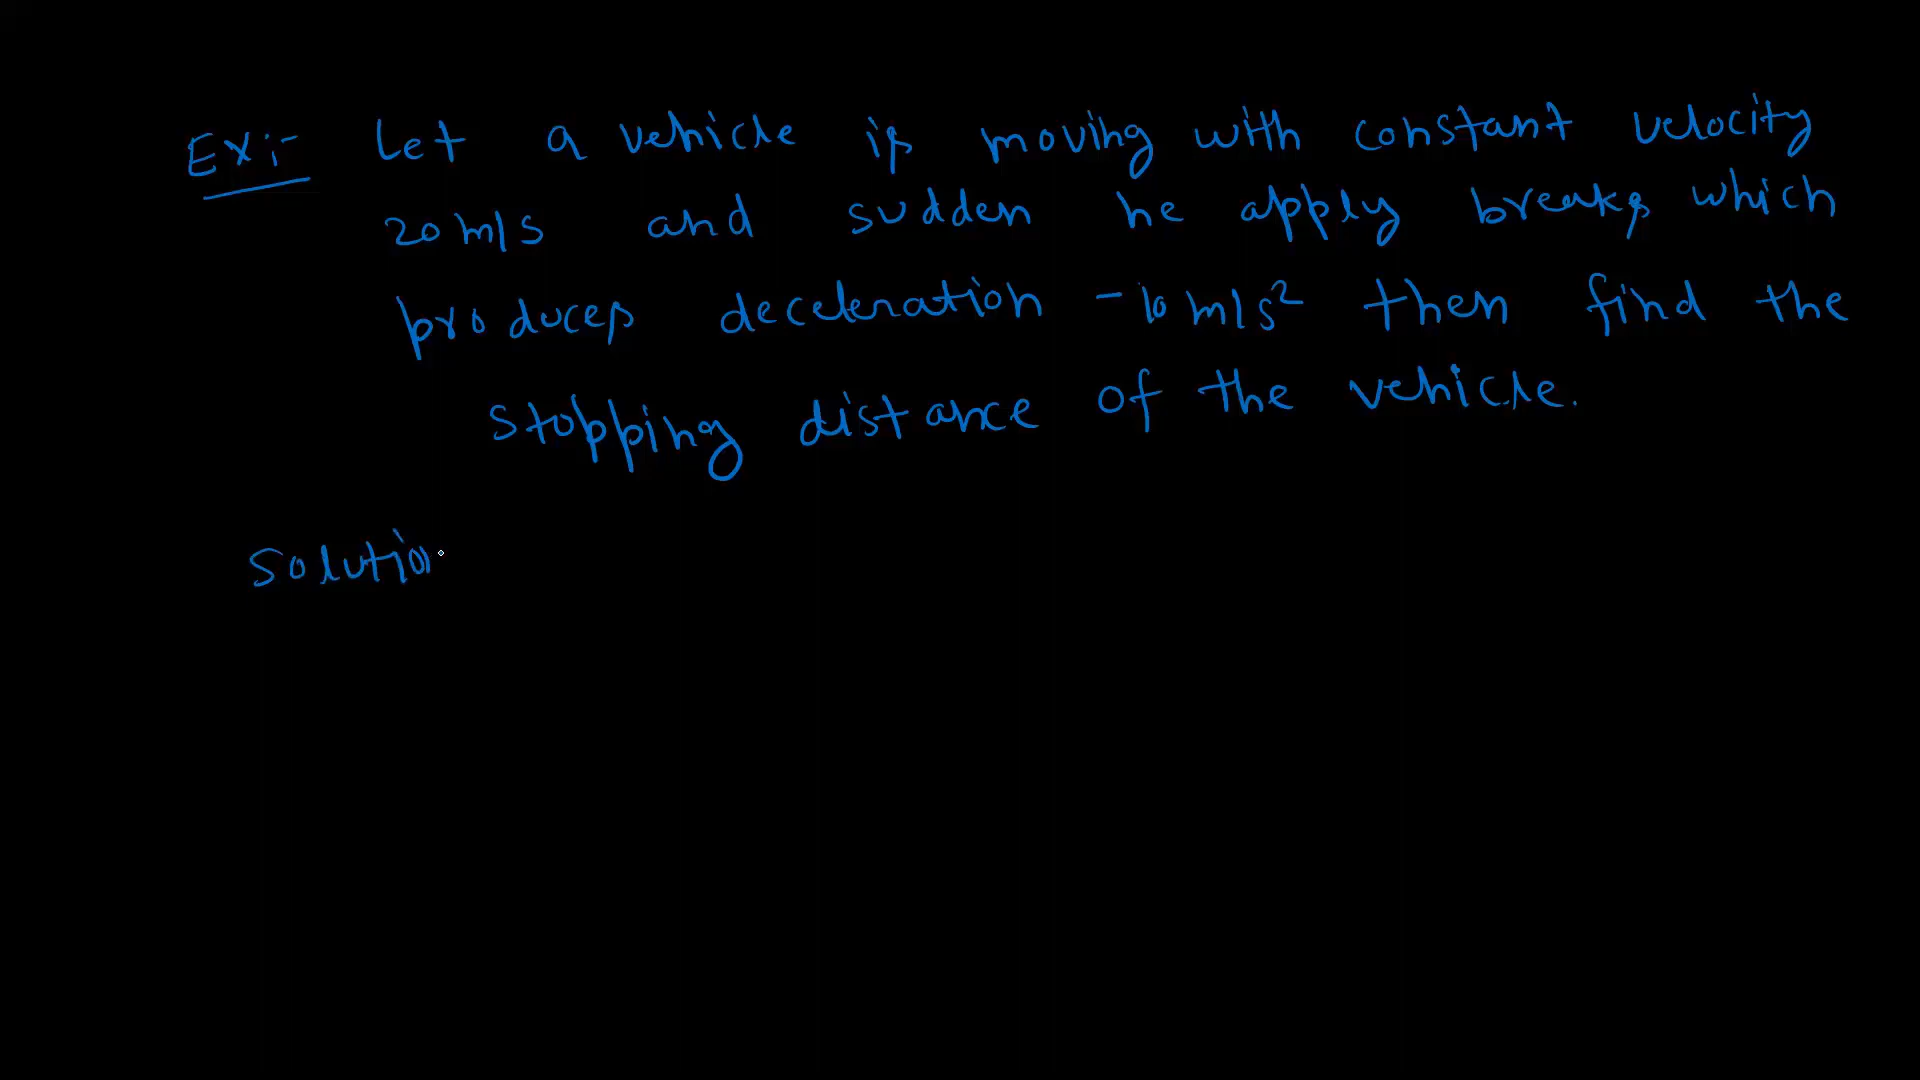 Ex:- Let a vehicle is moving with constant velocity
20 m/s and sudden he apply breaks which
produces deceleration -10 m/s² then find the
stopping distance of the vehicle.
Solution